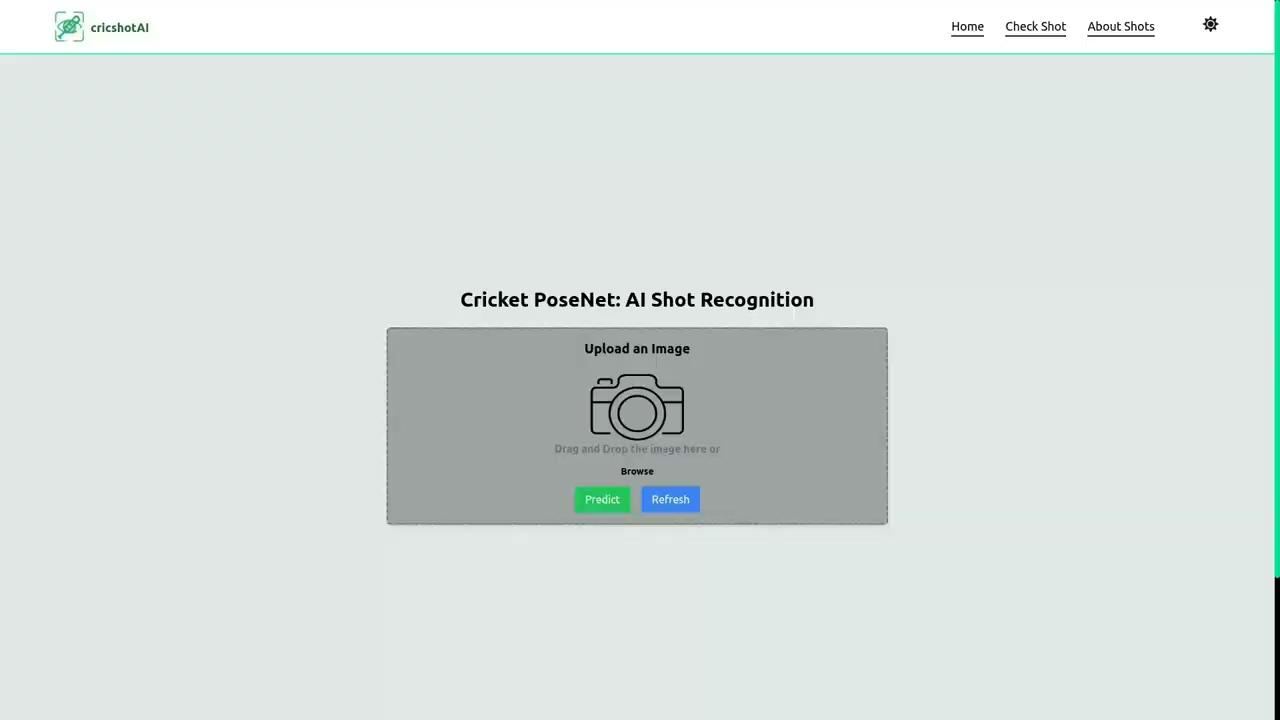 cricshotAI
Home Check Shot About Shots
Cricket PoseNet: AI Shot Recognition
Upload an Image
Drag and Drop the image here or
Browse
Predict Refresh